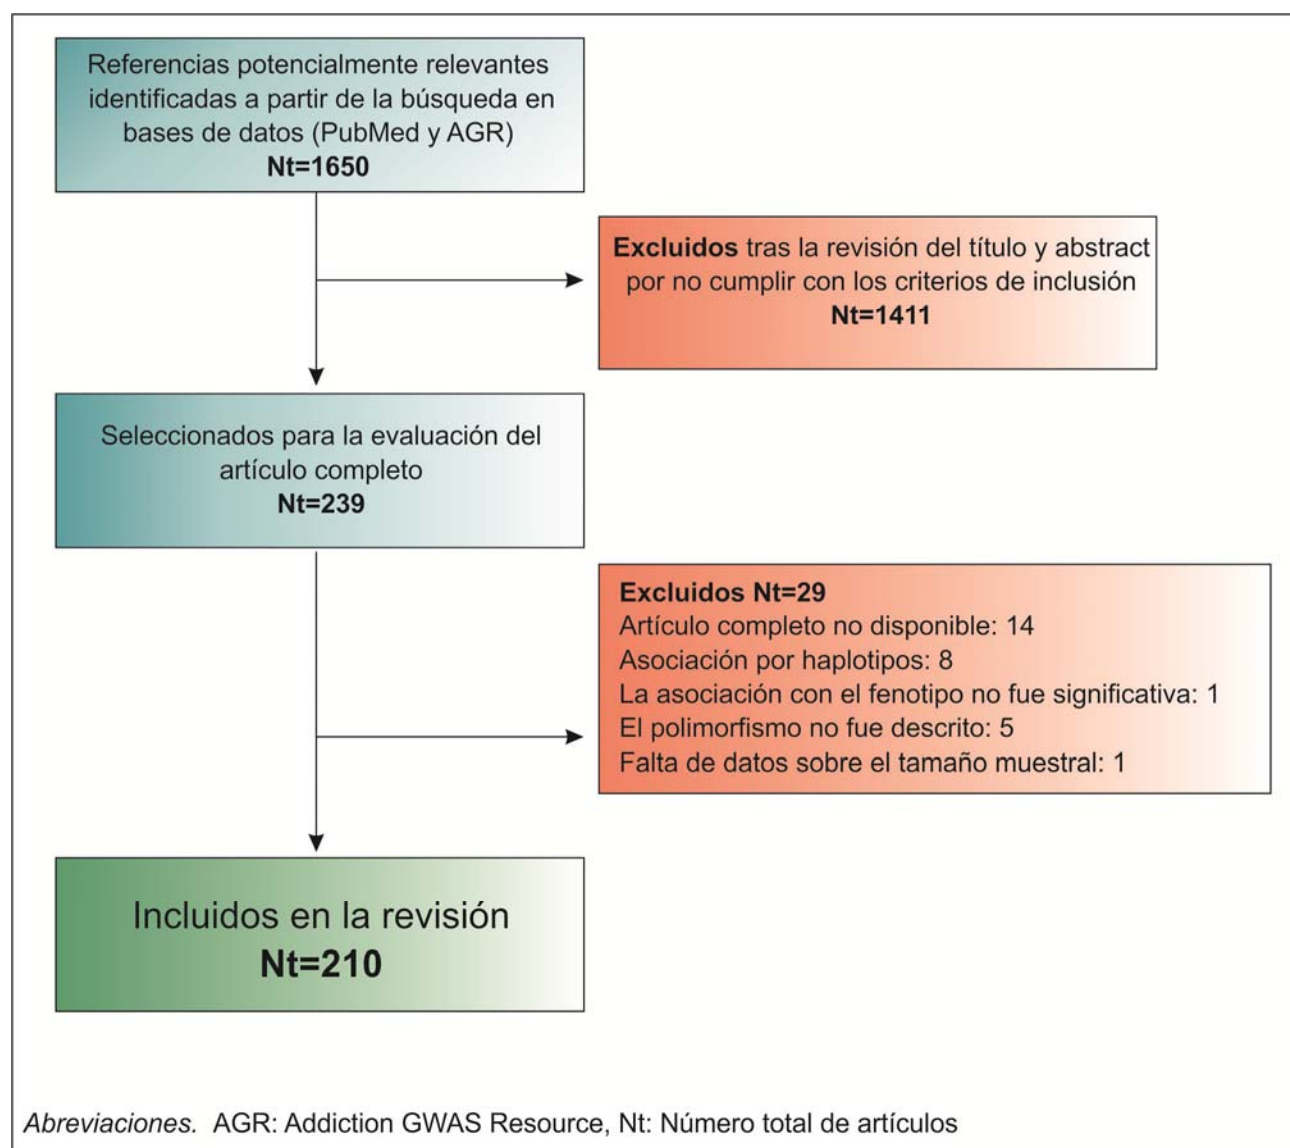 Referencias potencialmente relevantes
identificadas a partir de la búsqueda en
bases de datos (PubMed y AGR)
Nt=1650
Excluidos tras la revisión del título y abstract
por no cumplir con los criterios de inclusión
Nt=1411
Seleccionados para la evaluación del
artículo completo
Nt=239
Excluidos Nt=29
Artículo completo no disponible: 14
Asociación por haplotipos: 8
La asociación con el fenotipo no fue significativa: 1
El polimorfismo no fue descrito: 5
Falta de datos sobre el tamaño muestral: 1
Incluidos en la revisión
Nt=210
Abreviaciones. AGR: Addiction GWAS Resource, Nt: Número total de artículos